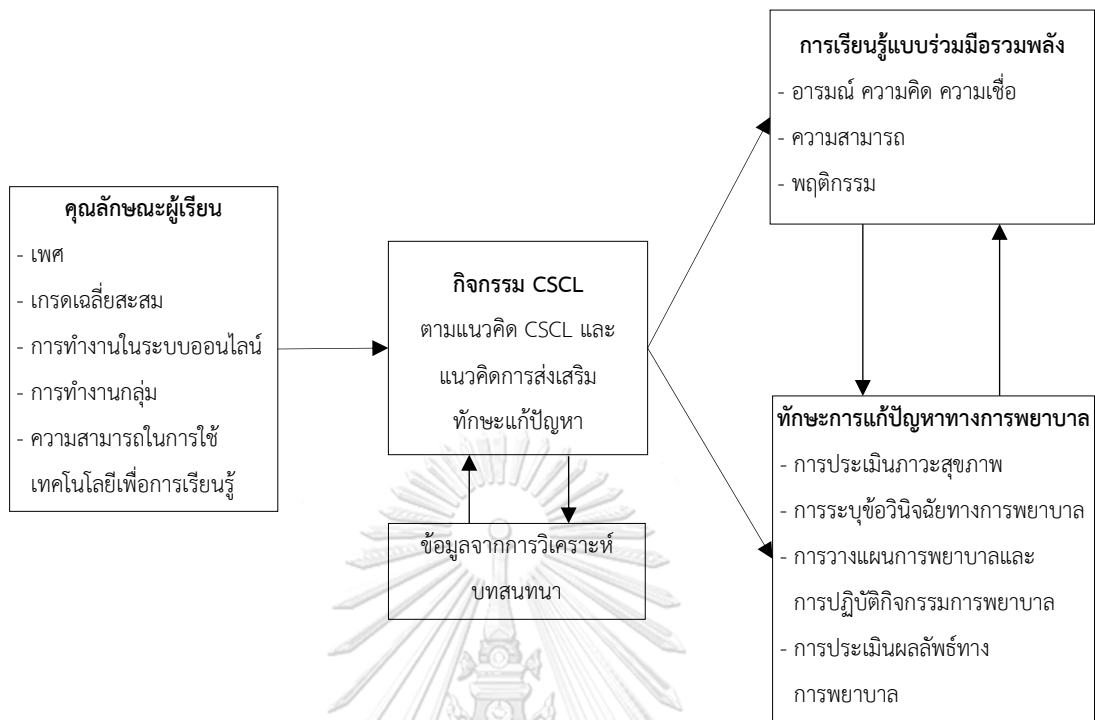 คุณลักษณะผู้เรียน
- เพศ
- เกรดเฉลี่ยสะสม
- การทำงานในระบบออนไลน์
- การทำงานกลุ่ม
- ความสามารถในการใช้
เทคโนโลยีเพื่อการเรียนรู้
กิจกรรม CSCL
ตามแนวคิด CSCL และ
แนวคิดการส่งเสริม
ทักษะแก้ปัญหา
ข้อมูลจากการวิเคราะห์
บทสนทนา
การเรียนรู้แบบร่วมมือรวมพลัง
- อารมณ์ ความคิด ความเชื่อ
- ความสามารถ
- พฤติกรรม
ทักษะการแก้ปัญหาทางการพยาบาล
- การประเมินภาวะสุขภาพ
- การระบุข้อวินิจฉัยทางการพยาบาล
- การวางแผนการพยาบาลและ
การปฏิบัติกิจกรรมการพยาบาล
- การประเมินผลลัพธ์ทาง
การพยาบาล